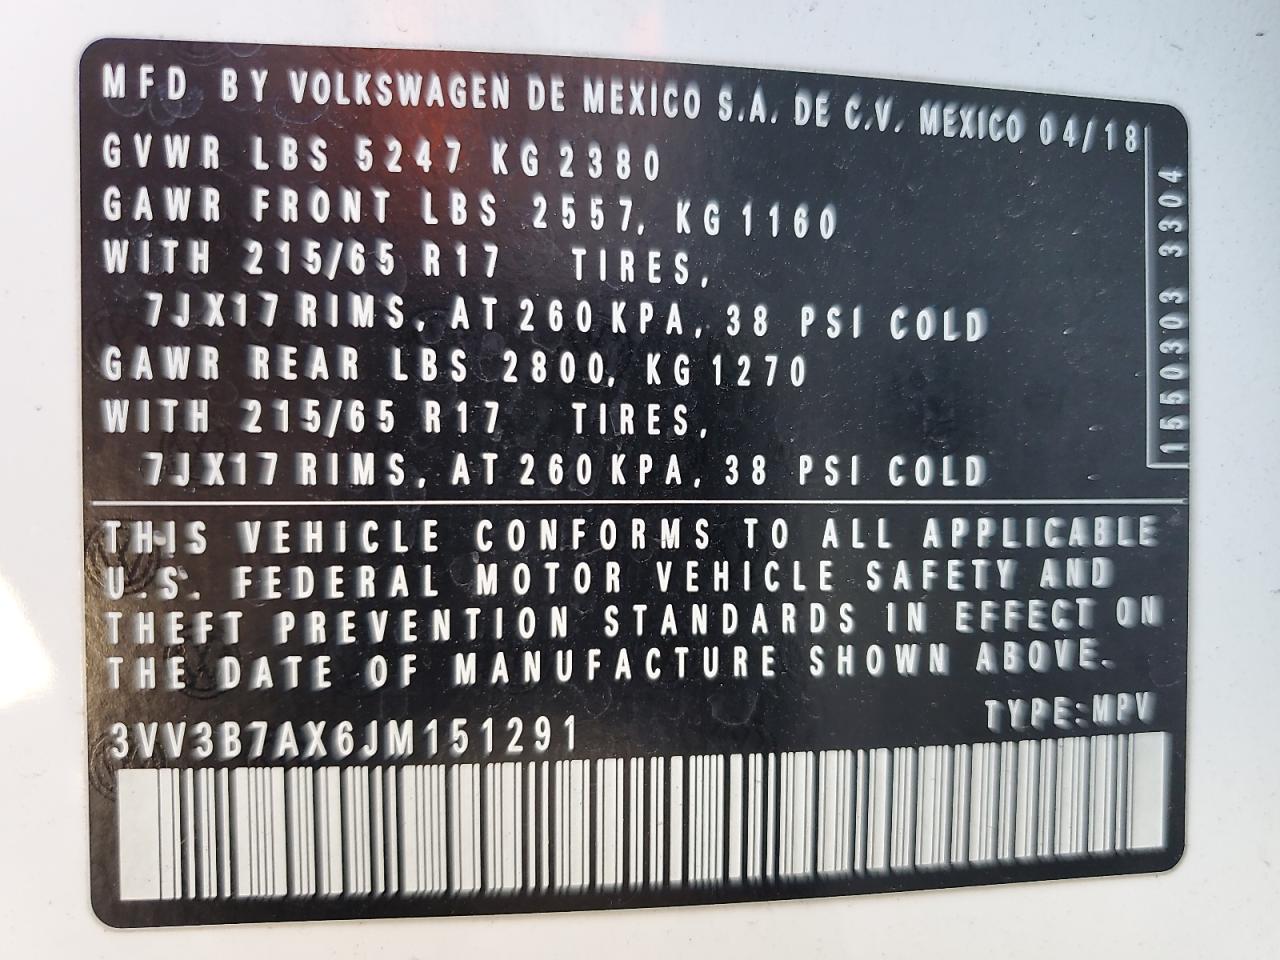 MFD BY VOLKSWAGEN DE MEXICO S.A. DE C.V. MEXICO 04/18
GVWR LBS 5247 KG 2380
GAWR FRONT LBS 2557, KG 1160
WITH 215/65 R17 TIRES,
7JX17 RIMS, AT 260 KPA, 38 PSI COLD
GAWR REAR LBS 2800, KG 1270
WITH 215/65 R17 TIRES,
7JX17 RIMS, AT 260 KPA, 38 PSI COLD
1550303 3304
THIS VEHICLE CONFORMS TO ALL APPLICABLE
U.S. FEDERAL MOTOR VEHICLE SAFETY AND
THEFT PREVENTION STANDARDS IN EFFECT ON
THE DATE OF MANUFACTURE SHOWN ABOVE.
TYPE:MPV
3VV3B7AX6JM151291